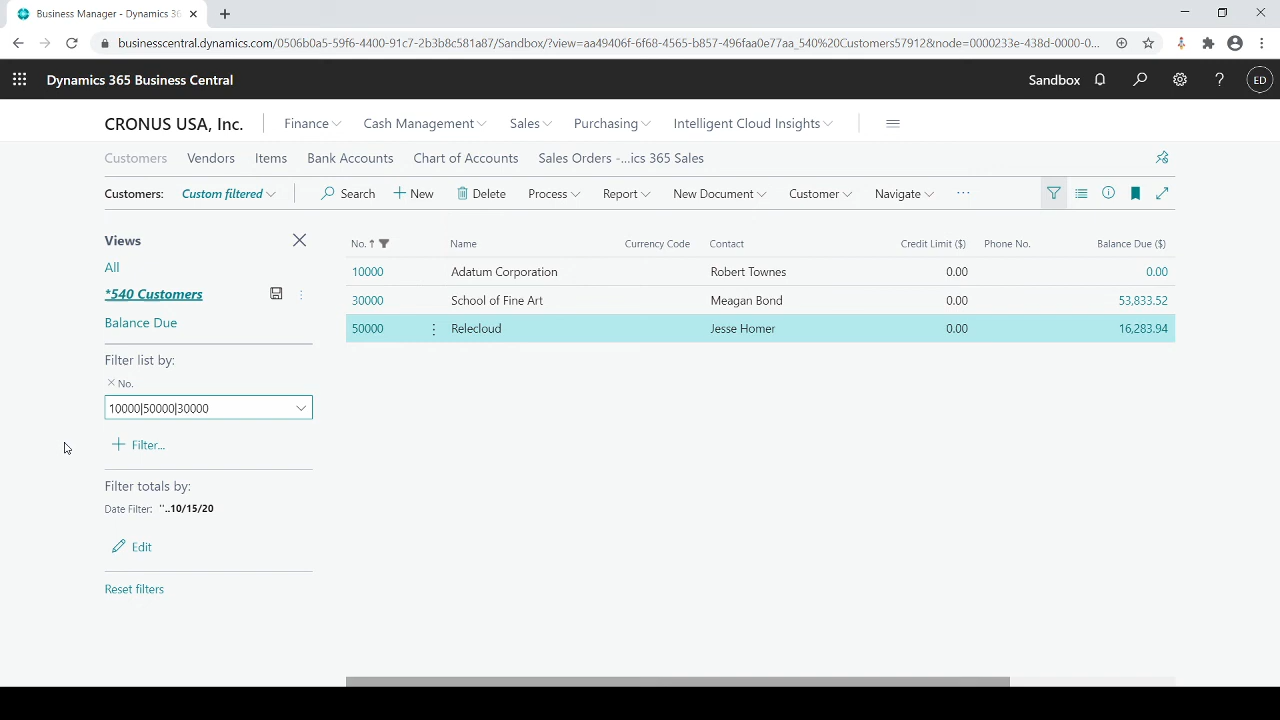 Business Manager - Dynamics 36
businesscentral.dynamics.com/0506b0a5-59f6-4400-91c7-2b3b8c581a87/Sandbox/?view=aa49406f-6f68-4565-b857-496faa0e77aa_540%20Customers57912&node=0000233e-438d-0000-0...
Dynamics 365 Business Central
Sandbox
ED
CRONUS USA, Inc.
Finance
Cash Management
Sales
Purchasing
Intelligent Cloud Insights
Customers
Vendors
Items
Bank Accounts
Chart of Accounts
Sales Orders -...ics 365 Sales
Customers:
Custom filtered
Search
New
Delete
Process
Report
New Document
Customer
Navigate
Views
All
*540 Customers
Balance Due
Filter list by:
No.
10000|50000|30000
Filter...
Filter totals by:
Date Filter: ''..10/15/20
Edit
Reset filters
No. ↑ Name Currency Code Contact Credit Limit ($) Phone No. Balance Due ($)
10000 Adatum Corporation Robert Townes 0.00 0.00
30000 School of Fine Art Meagan Bond 0.00 53,833.52
50000 Relecloud Jesse Homer 0.00 16,283.94